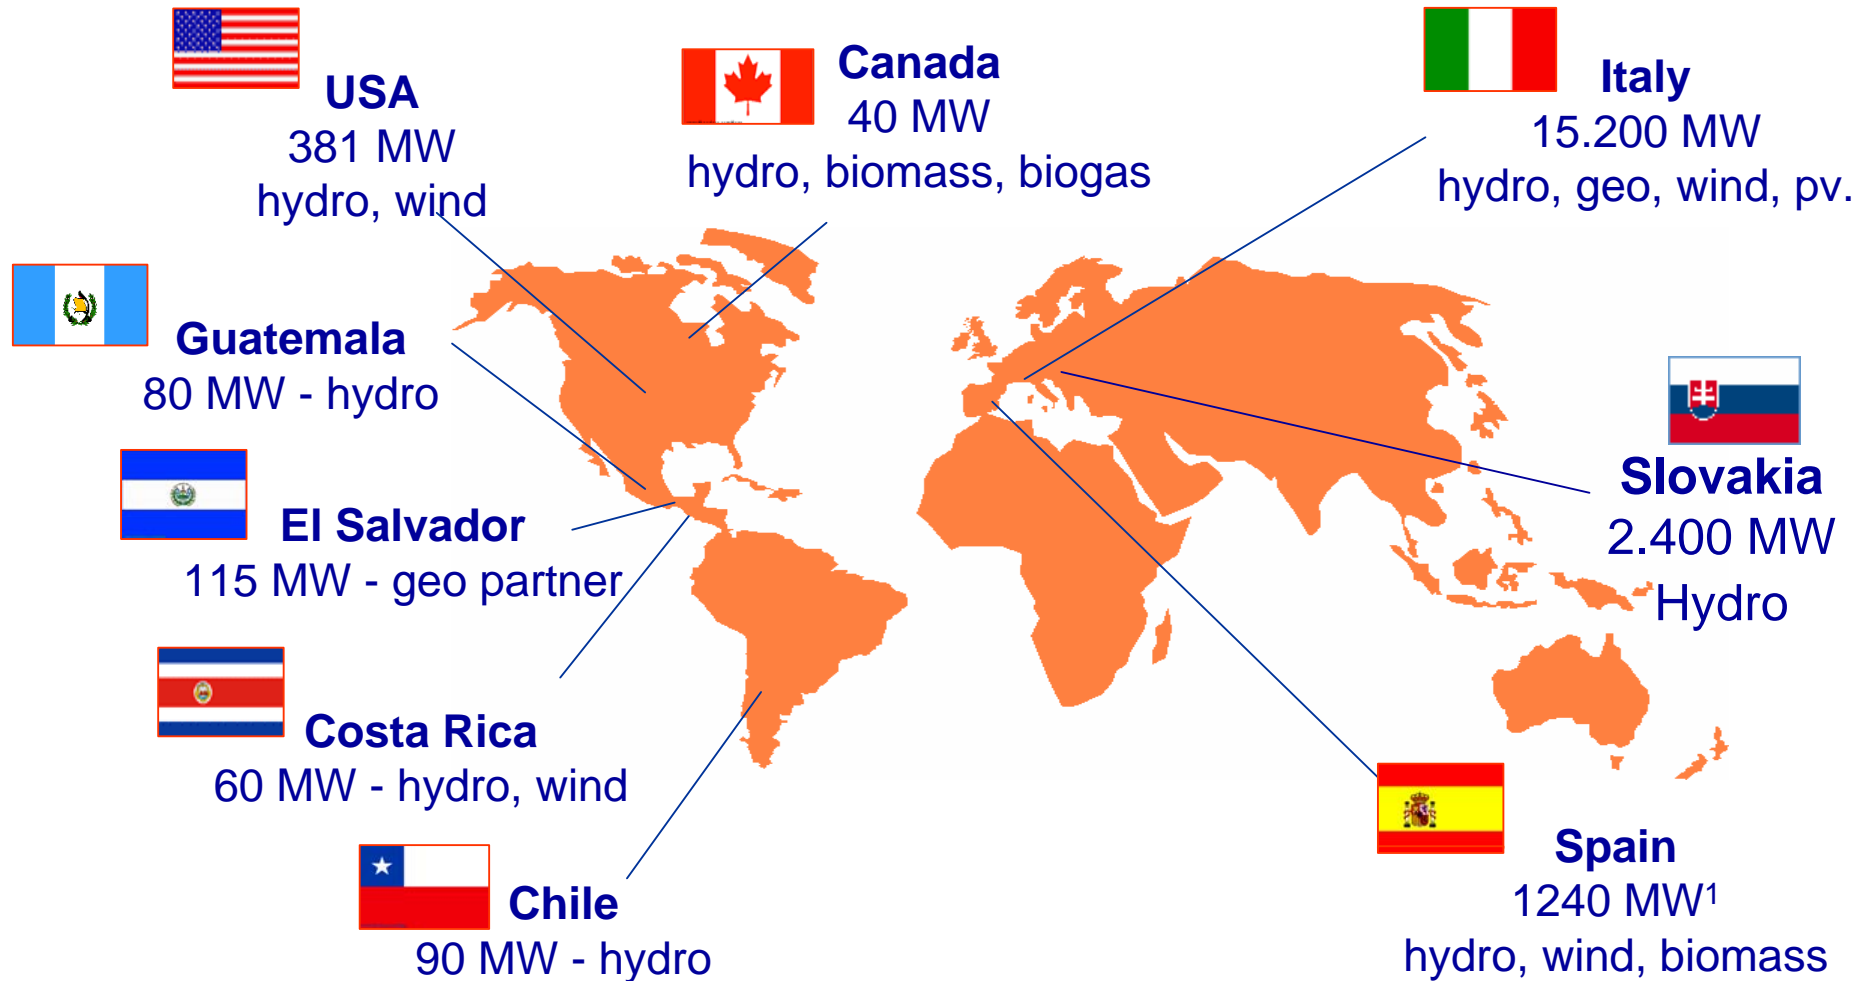 USA
381 MW
hydro, wind
Canada
40 MW
hydro, biomass, biogas
Italy
15.200 MW
hydro, geo, wind, pv.
Guatemala
80 MW - hydro
El Salvador
115 MW - geo partner
Slovakia
2.400 MW
Hydro
Costa Rica
60 MW - hydro, wind
Chile
90 MW - hydro
Spain
1240 MW¹
hydro, wind, biomass